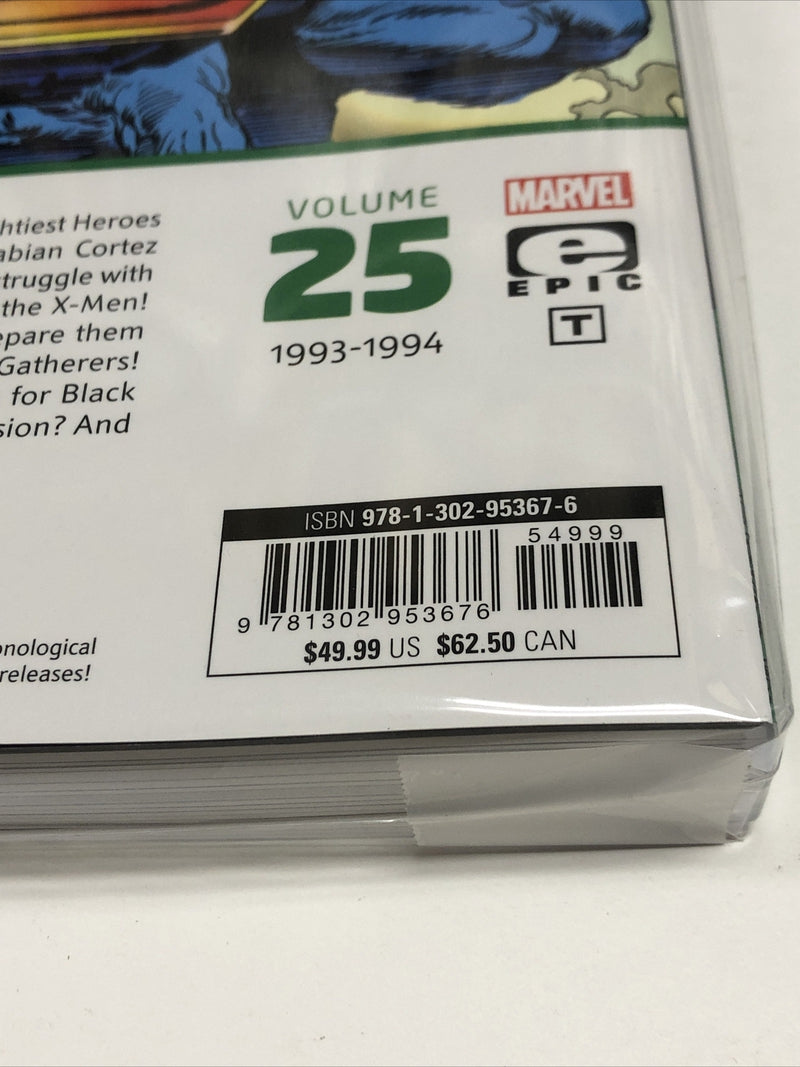 VOLUME
25
1993-1994
MARVEL
e
EPIC
T
htiest Heroes
abian Cortez
truggle with
the X-Men!
epare them
Gatherers!
for Black
sion? And
onological
releases!
ISBN 978-1-302-95367-6
54999
9 781302 953676
$49.99 US $62.50 CAN